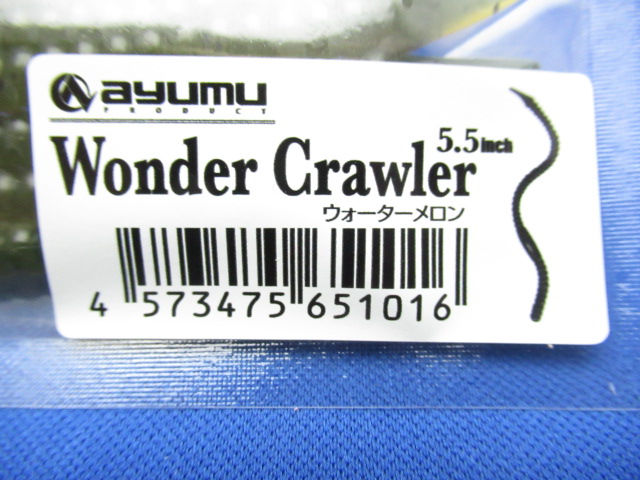 ayumu
PRODUCT
5.5inch
Wonder Crawler
ウォーターメロン
4 573475 651016